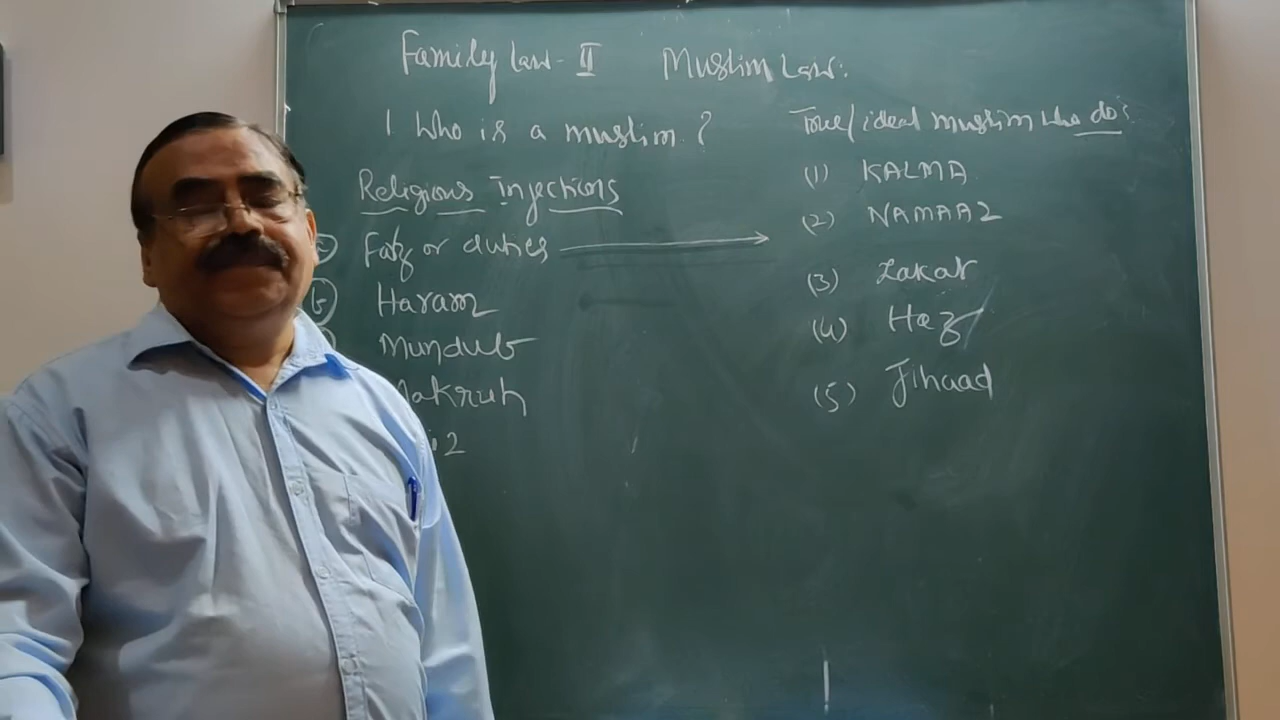 Family Law - II Muslim Law:
1. Who is a muslim?
Religious Injections
Farz or duties
(b) Haram
Mundub
Makruh
True/ideal muslim who do:
(1) KALMA
(2) NAMAAZ
(3) Zakat
(4) Haz
(5) Jihaad